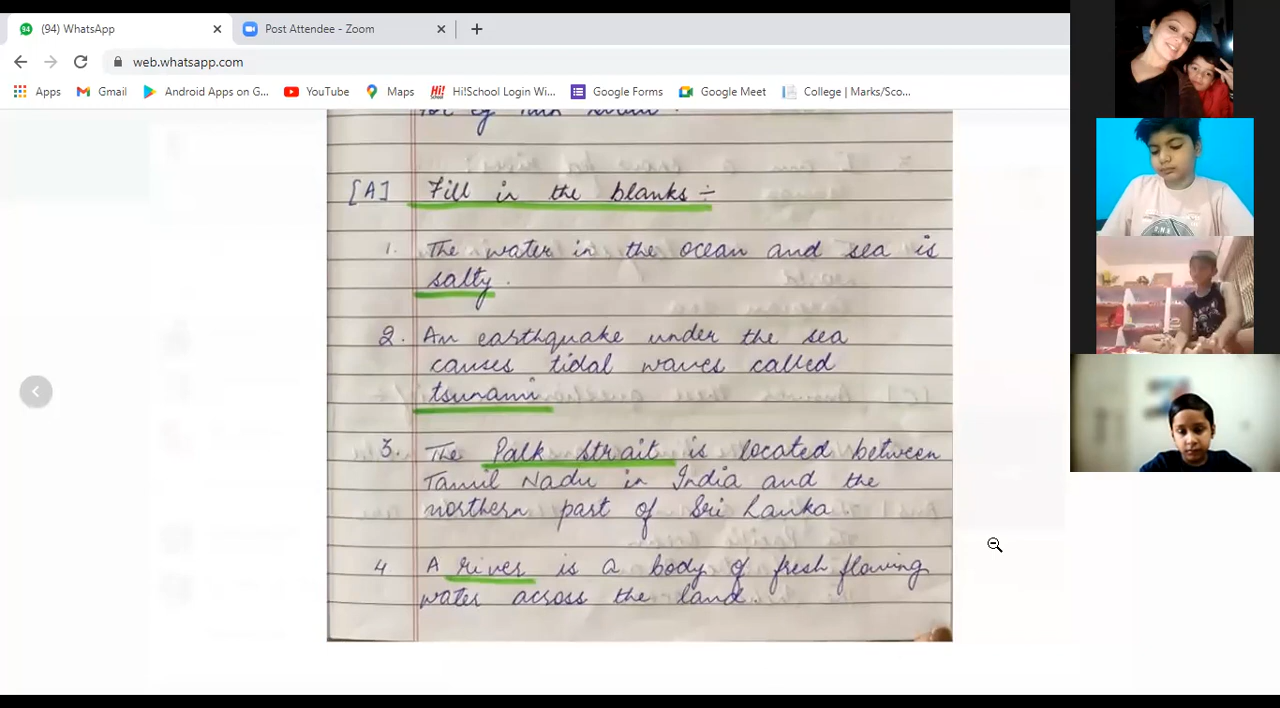 (94) WhatsApp
Post Attendee - Zoom
web.whatsapp.com
Apps
Gmail
Android Apps on G...
YouTube
Maps
Hi! Hi!School Login Wi...
Google Forms
Google Meet
College | Marks/Sco...
[A] Fill in the blanks ÷
1. The water in the ocean and sea is
salty.
2. An earthquake under the sea
causes tidal waves called
tsunami
3. The Palk Strait is located between
Tamil Nadu in India and the
northern part of Sri Lanka
4 A river is a body of fresh flowing
water across the land.